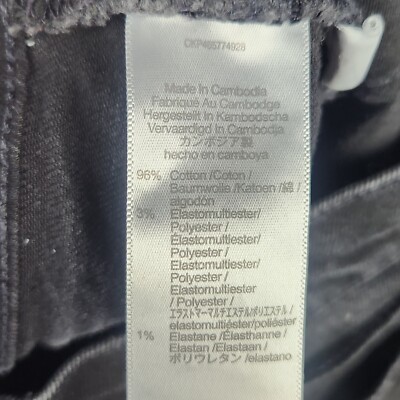 CKP465774928
Made In Cambodia
Fabriqué Au Cambodge
Hergestellt In Kambodscha
Vervaardigd In Cambodja
カンボジア製
hecho en camboya
96% Cotton /Coton /
Baumwolle /Katoen /綿 /
algodón
3% Elastomultiester/
Polyester /
Élastomultiester/
Polyester /
Elastomultiester/
Polyester /
Elastomultiester
/ Polyester /
エラストマーマルチエステル/ポリエステル /
elastomultiéster/poliéster
1% Elastane /Élasthanne/
Elastan /Elastaan /
ポリウレタン /elastano